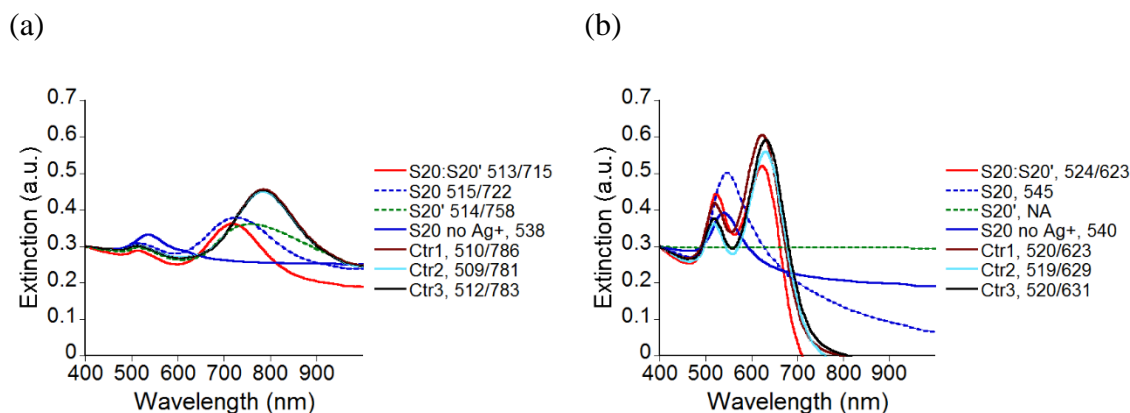 (a)
(b)
0.7
0.6
0.5
0.4
0.3
0.2
0.1
0
Extinction (a.u.)
400 500 600 700 800 900
Wavelength (nm)
S20:S20' 513/715
S20 515/722
S20' 514/758
S20 no Ag+, 538
Ctr1, 510/786
Ctr2, 509/781
Ctr3, 512/783
0.7
0.6
0.5
0.4
0.3
0.2
0.1
0
Extinction (a.u.)
400 500 600 700 800 900
Wavelength (nm)
S20:S20', 524/623
S20, 545
S20', NA
S20 no Ag+, 540
Ctr1, 520/623
Ctr2, 519/629
Ctr3, 520/631